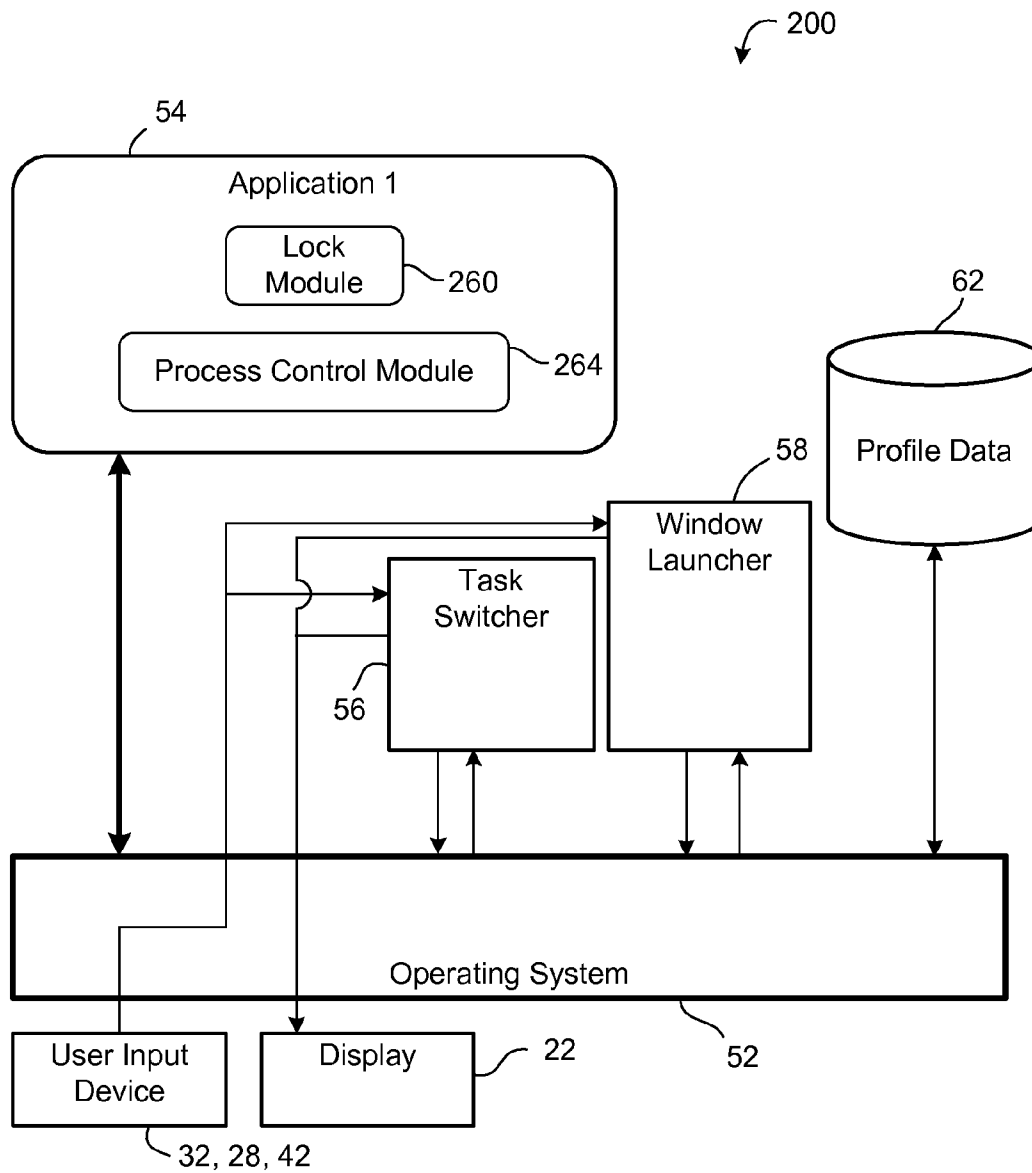 200
54
Application 1
Lock
Module
260
Process Control Module
264
62
Profile Data
58
Window
Launcher
Task
Switcher
56
Operating System
52
User Input
Device
32, 28, 42
Display
22